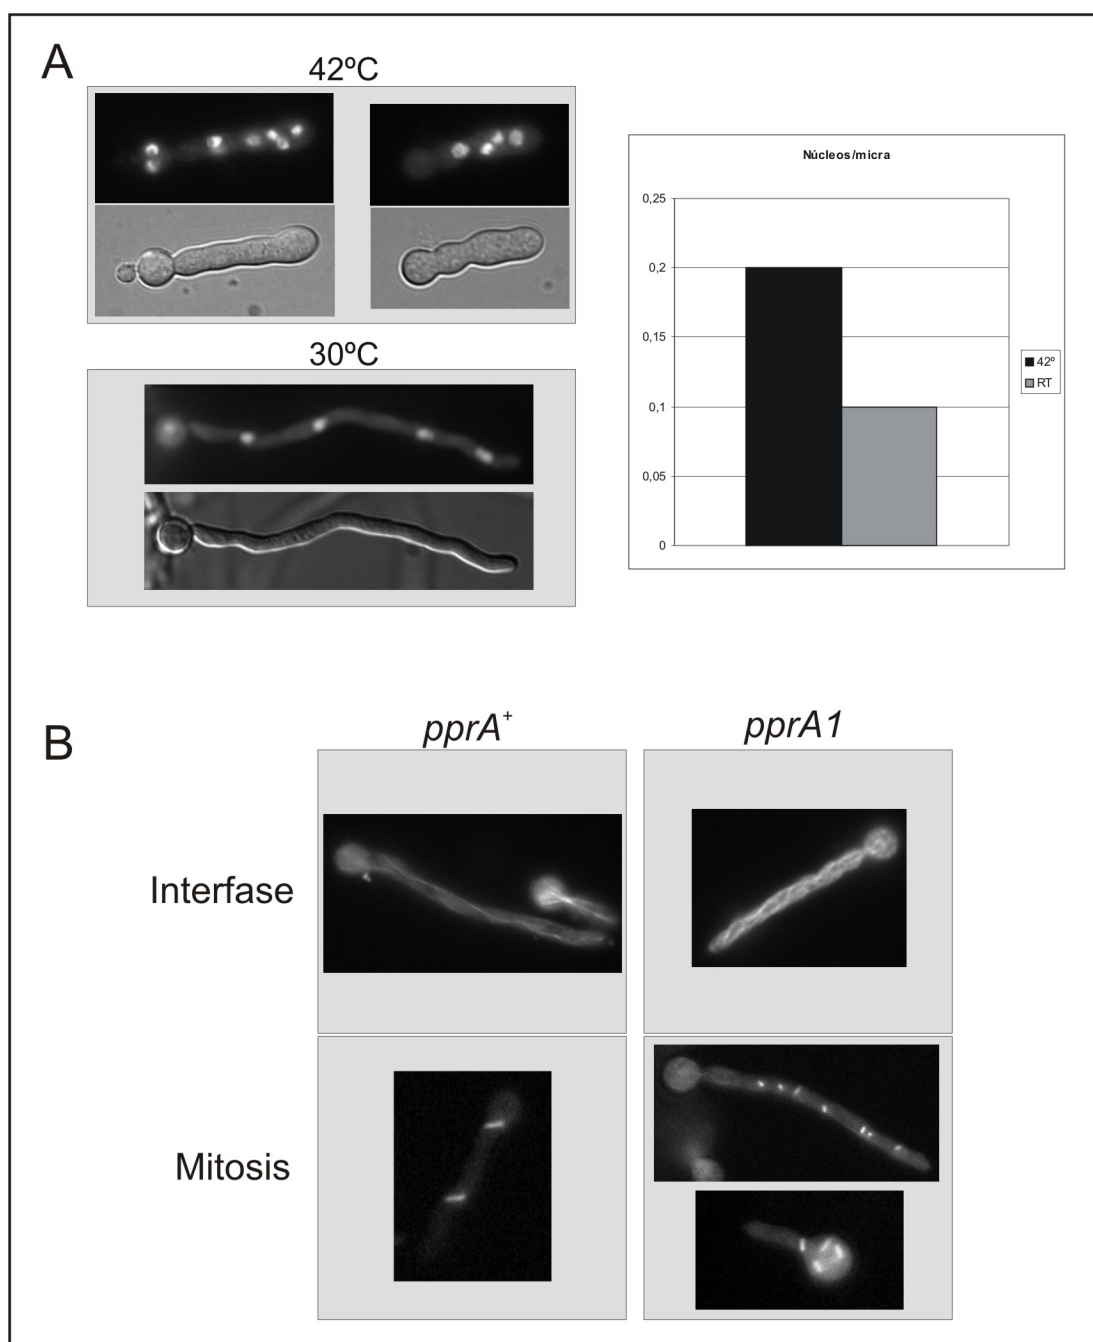 A
42ºC
30ºC
Núcleos/micra
0,25
0,2
0,15
0,1
0,05
0
42º
RT
B
pprA+
pprA1
Interfase
Mitosis